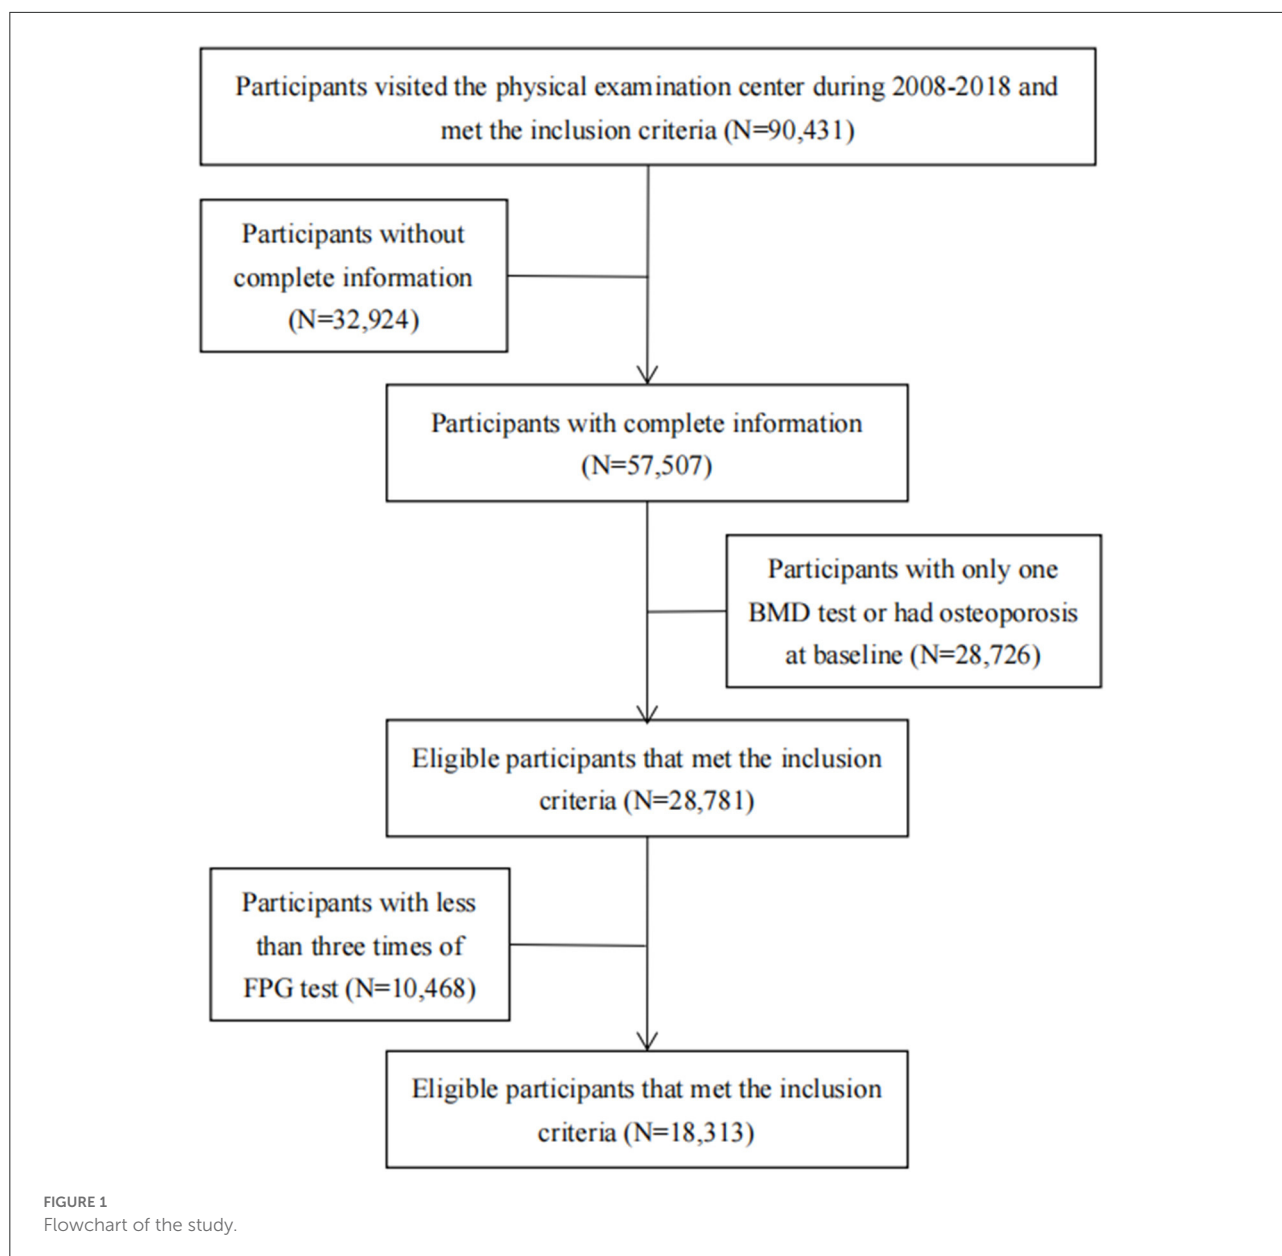 Participants visited the physical examination center during 2008-2018 and
met the inclusion criteria (N=90,431)
Participants without
complete information
(N=32,924)
Participants with complete information
(N=57,507)
Participants with only one
BMD test or had osteoporosis
at baseline (N=28,726)
Eligible participants that met the inclusion
criteria (N=28,781)
Participants with less
than three times of
FPG test (N=10,468)
Eligible participants that met the inclusion
criteria (N=18,313)
FIGURE 1
Flowchart of the study.